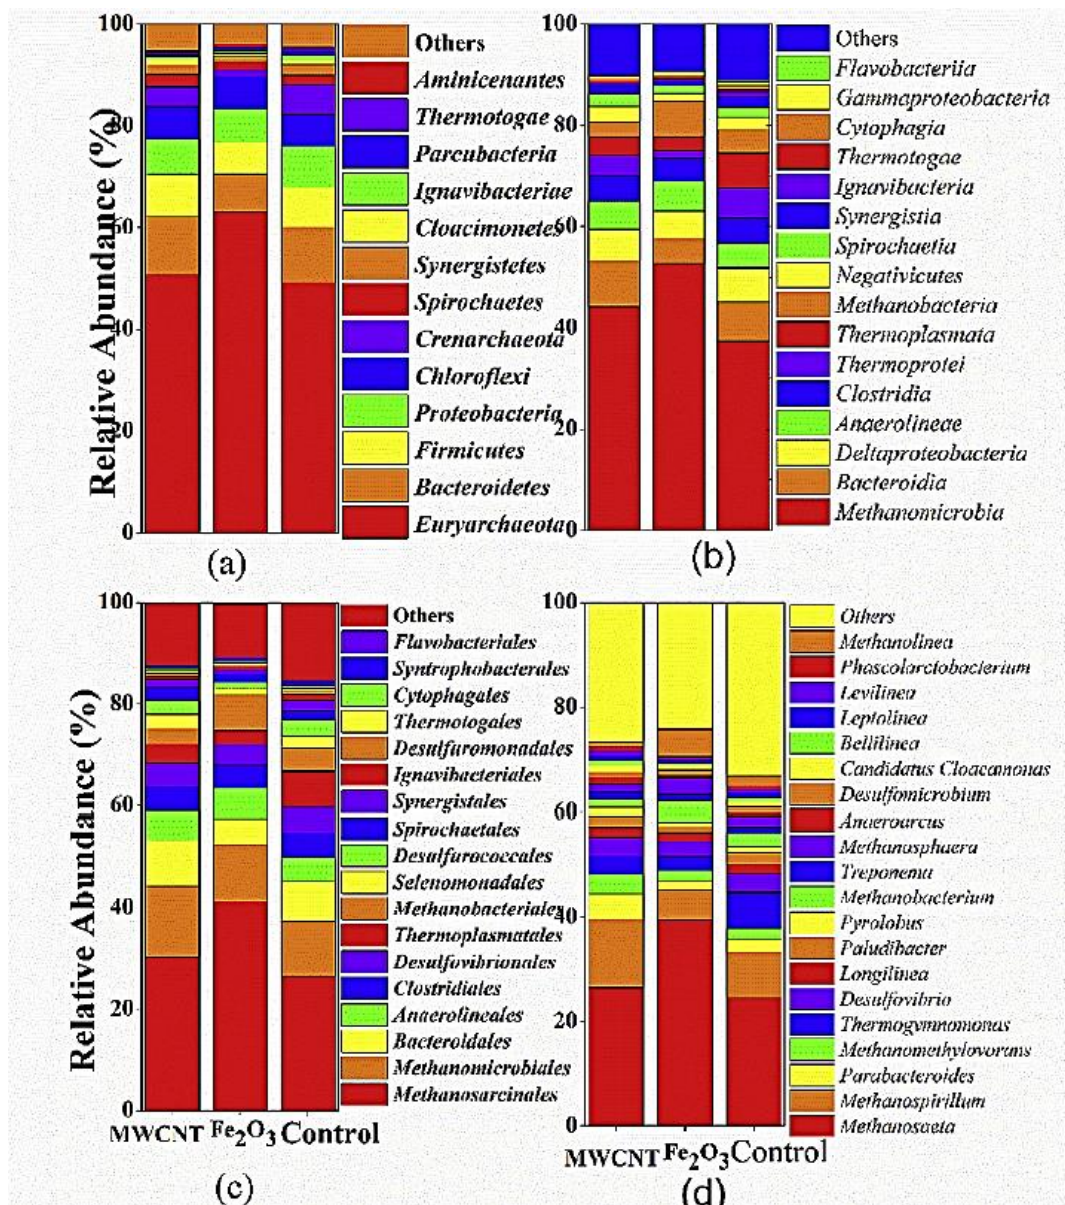 Relative Abundance (%)
100
80
60
40
20
0
Others
Aminicenantes
Thermotogae
Parcubacteria
Ignavibacteriae
Cloacimonetes
Synergistetes
Spirochaetes
Crenarchaeota
Chloroflexi
Proteobacteria
Firmicutes
Bacteroidetes
Euryarchaeota
(a)
100
80
60
40
20
0
Others
Flavobacteriia
Gammaproteobacteria
Cytophagia
Thermotogae
Ignavibacteria
Synergistia
Spirochaetia
Negativicutes
Methanobacteria
Thermoplasmata
Thermoprotei
Clostridia
Anaerolineae
Deltaproteobacteria
Bacteroidia
Methanomicrobia
(b)
Relative Abundance (%)
100
80
60
40
20
0
Others
Flavobacteriales
Syntrophobacterales
Cytophagales
Thermotogales
Desulfuromonadales
Ignavibacteriales
Synergistales
Spirochaetales
Desulfurococcales
Selenomonadales
Methanobacteriales
Thermoplasmatales
Desulfovibrionales
Clostridiales
Anaerolineales
Bacteroidales
Methanomicrobiales
Methanosarcinales
MWCNT Fe₂O₃ Control
(c)
100
80
60
40
20
0
Others
Methanolinea
Phascolarctobacterium
Levilinea
Leptolinea
Bellilinea
Candidatus Cloacamonas
Desulfomicrobium
Anaeroarcus
Methanosphaera
Treponema
Methanobacterium
Pyrolobus
Paludibacter
Longilinea
Desulfovibrio
Thermogymnomonas
Methanomethylovorans
Parabacteroides
Methanospirillum
Methanosaeta
MWCNT Fe₂O₃ Control
(d)